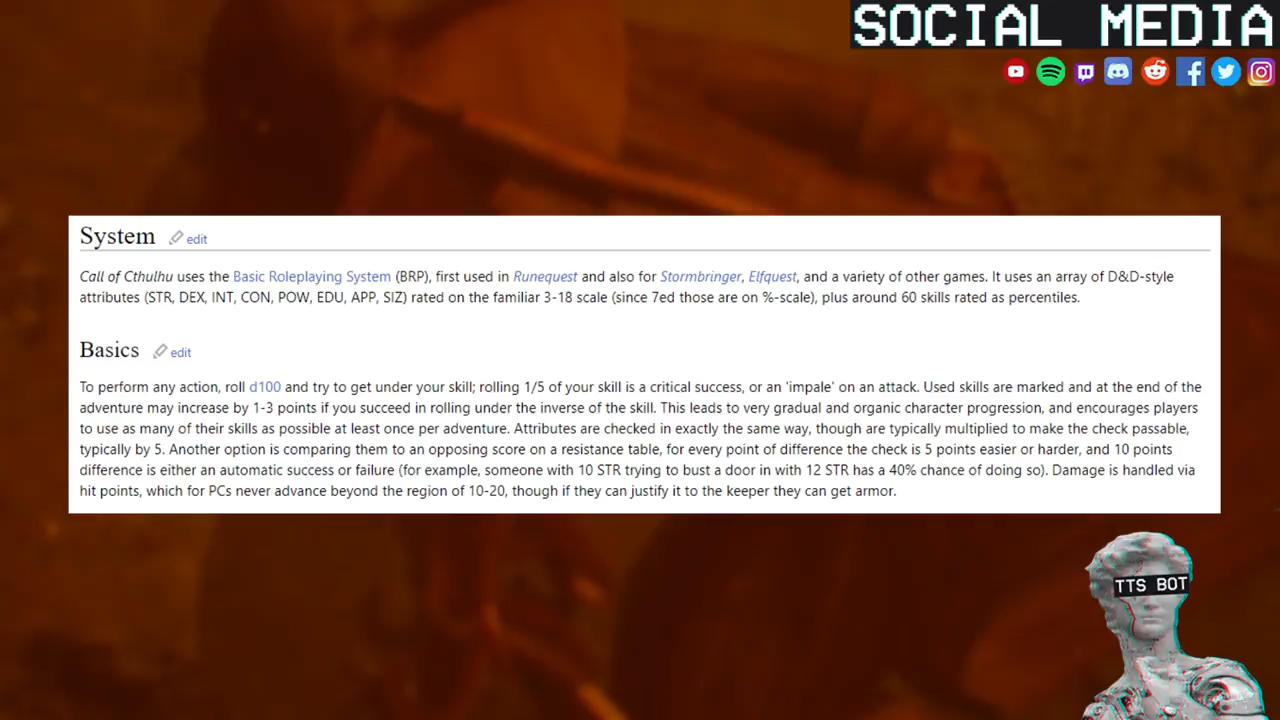 SOCIAL MEDIA
System edit
Call of Cthulhu uses the Basic Roleplaying System (BRP), first used in Runequest and also for Stormbringer, Elfquest, and a variety of other games. It uses an array of D&D-style
attributes (STR, DEX, INT, CON, POW, EDU, APP, SIZ) rated on the familiar 3-18 scale (since 7ed those are on %-scale), plus around 60 skills rated as percentiles.
Basics edit
To perform any action, roll d100 and try to get under your skill; rolling 1/5 of your skill is a critical success, or an 'impale' on an attack. Used skills are marked and at the end of the
adventure may increase by 1-3 points if you succeed in rolling under the inverse of the skill. This leads to very gradual and organic character progression, and encourages players
to use as many of their skills as possible at least once per adventure. Attributes are checked in exactly the same way, though are typically multiplied to make the check passable,
typically by 5. Another option is comparing them to an opposing score on a resistance table, for every point of difference the check is 5 points easier or harder, and 10 points
difference is either an automatic success or failure (for example, someone with 10 STR trying to bust a door in with 12 STR has a 40% chance of doing so). Damage is handled via
hit points, which for PCs never advance beyond the region of 10-20, though if they can justify it to the keeper they can get armor.
TTS BOT